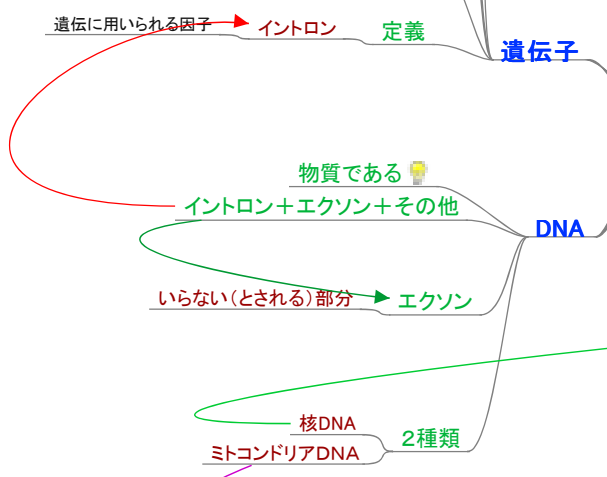 遺伝に用いられる因子
イントロン
定義
遺伝子
物質である
イントロン＋エクソン＋その他
DNA
いらない（とされる）部分
エクソン
核DNA
２種類
ミトコンドリアDNA